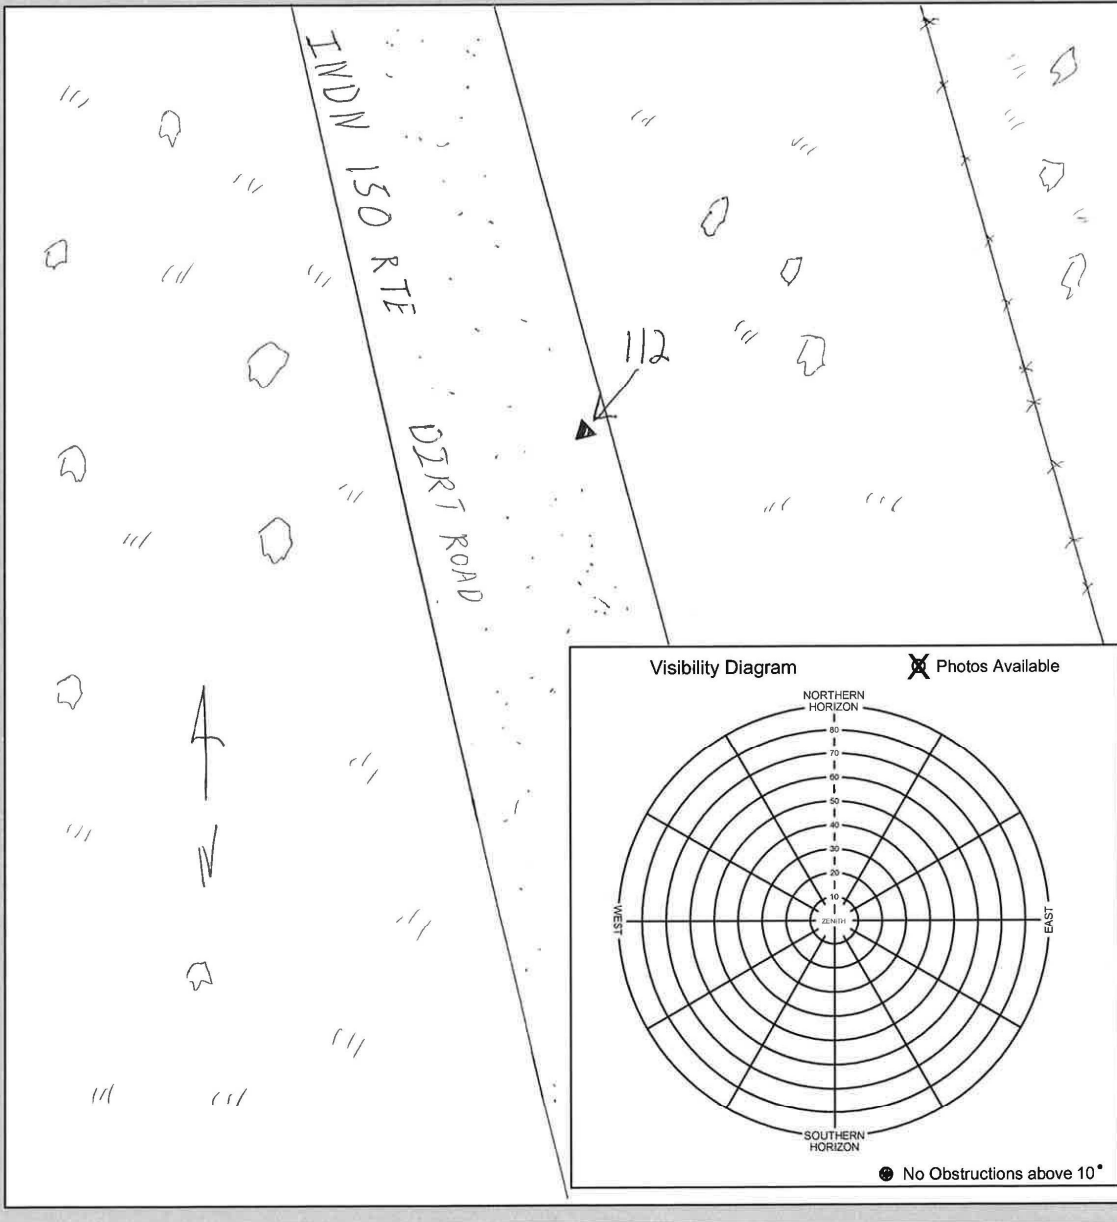 INDN 150 RTE
DIRT ROAD
112
N
Visibility Diagram
Photos Available
NORTHERN
HORIZON
80
70
60
50
40
30
20
10
ZENITH
WEST
EAST
SOUTHERN
HORIZON
No Obstructions above 10°